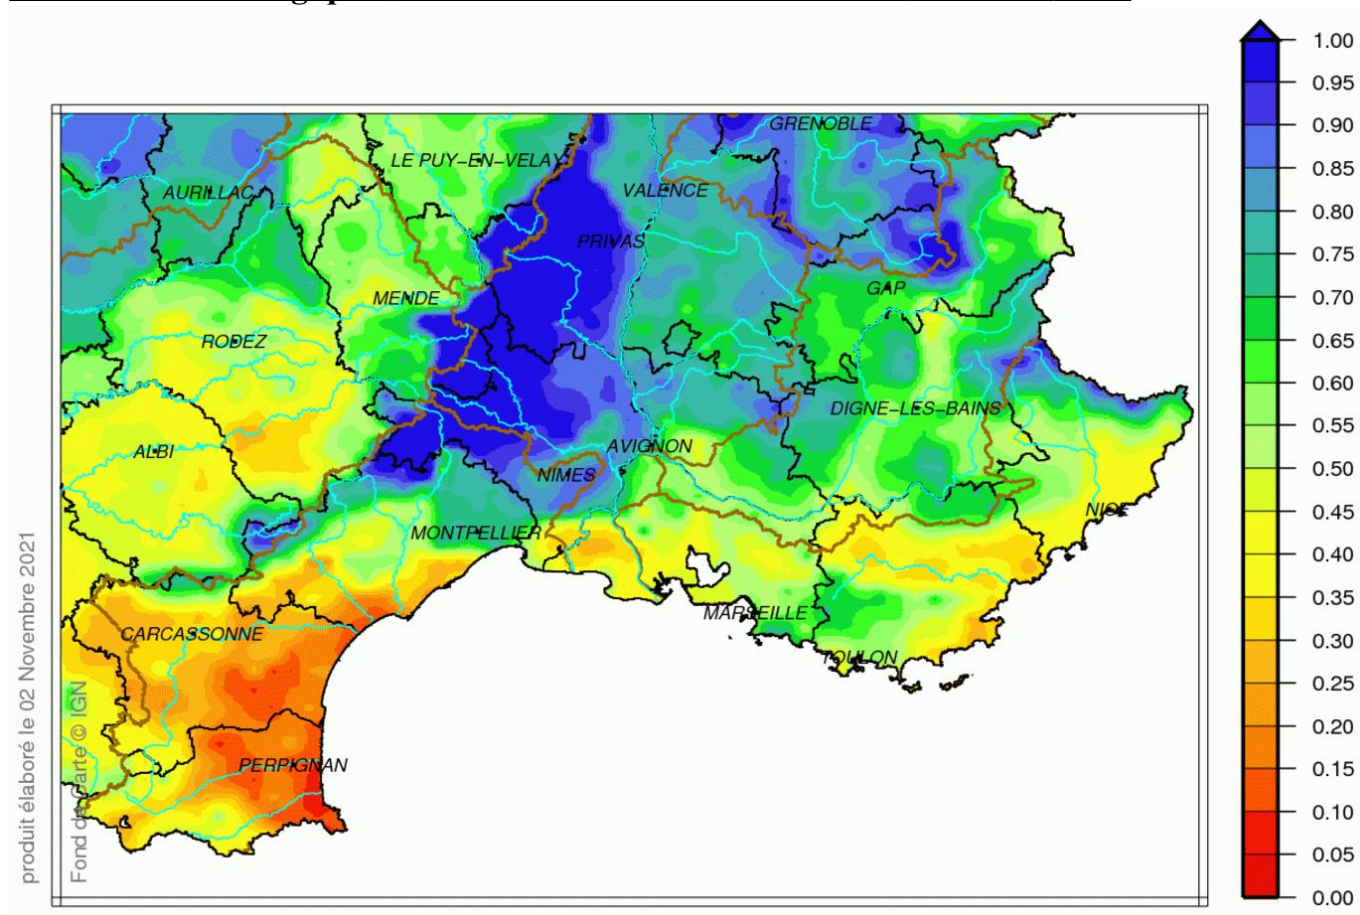 1.00
0.95
0.90
0.85
0.80
0.75
0.70
0.65
0.60
0.55
0.50
0.45
0.40
0.35
0.30
0.25
0.20
0.15
0.10
0.05
0.00
GRENOBLE
LE PUY-EN-VELAY
AURILLAC
VALENCE
PRIVAS
GAP
MENDE
RODEZ
DIGNE-LES-BAINS
ALBI
AVIGNON
NIMES
NICE
MONTPELLIER
MARSEILLE
CARCASSONNE
TOULON
PERPIGNAN
produit élaboré le 02 Novembre 2021
Fond de carte © IGN